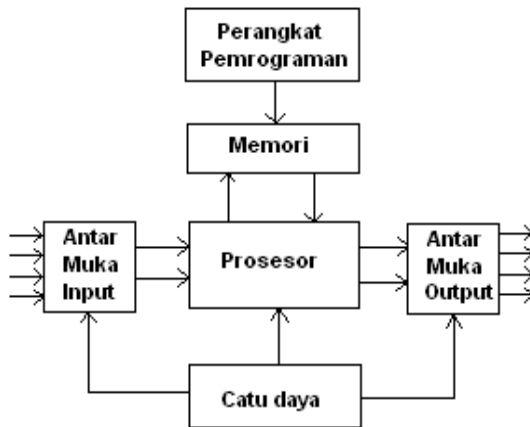 Perangkat
Pemrograman
Memori
Antar
Muka
Input
Prosesor
Antar
Muka
Output
Catu daya